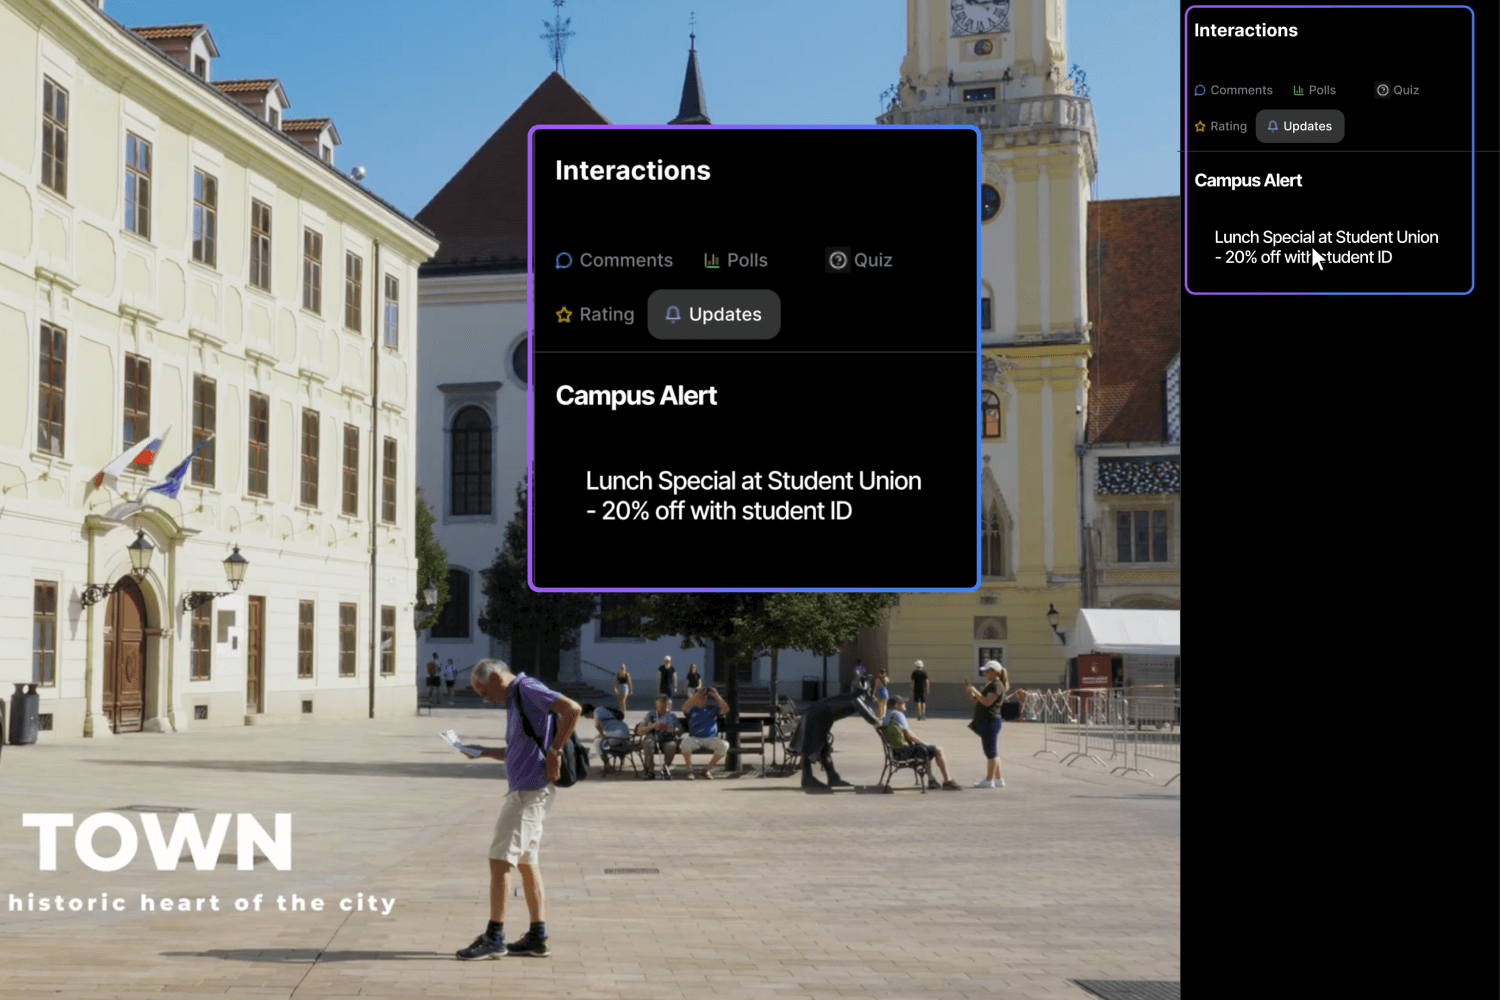 Interactions
Comments Polls Quiz
Rating Updates
Campus Alert
Lunch Special at Student Union
- 20% off with student ID
TOWN
historic heart of the city
Interactions
Comments Polls Quiz
Rating Updates
Campus Alert
Lunch Special at Student Union
- 20% off with student ID